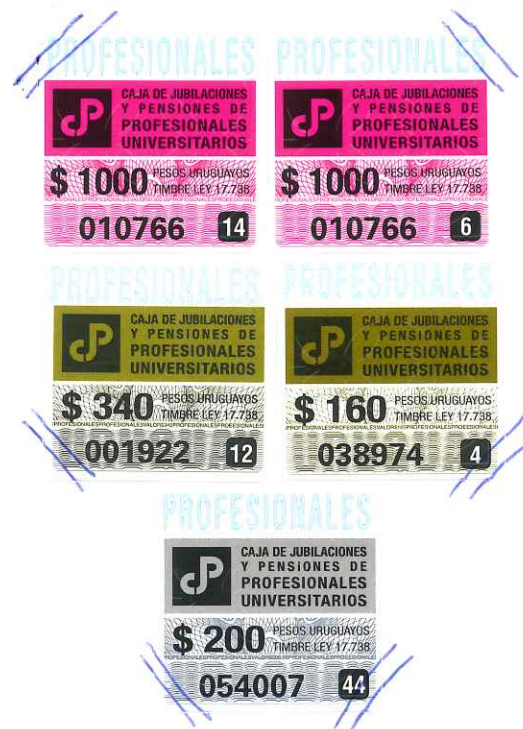 PROFESIONALES PROFESIONALES
CAJA DE JUBILACIONES
Y PENSIONES DE
PROFESIONALES
UNIVERSITARIOS
$ 1000 PESOS URUGUAYOS
TIMBRE LEY 17.738
010766 14
CAJA DE JUBILACIONES
Y PENSIONES DE
PROFESIONALES
UNIVERSITARIOS
$ 1000 PESOS URUGUAYOS
TIMBRE LEY 17.738
010766 6
PROFESIONALES PROFESIONALES
CAJA DE JUBILACIONES
Y PENSIONES DE
PROFESIONALES
UNIVERSITARIOS
$ 340 PESOS URUGUAYOS
TIMBRE LEY 17.738
001922 12
CAJA DE JUBILACIONES
Y PENSIONES DE
PROFESIONALES
UNIVERSITARIOS
$ 160 PESOS URUGUAYOS
TIMBRE LEY 17.738
038974 4
PROFESIONALES
CAJA DE JUBILACIONES
Y PENSIONES DE
PROFESIONALES
UNIVERSITARIOS
$ 200 PESOS URUGUAYOS
TIMBRE LEY 17.738
054007 44